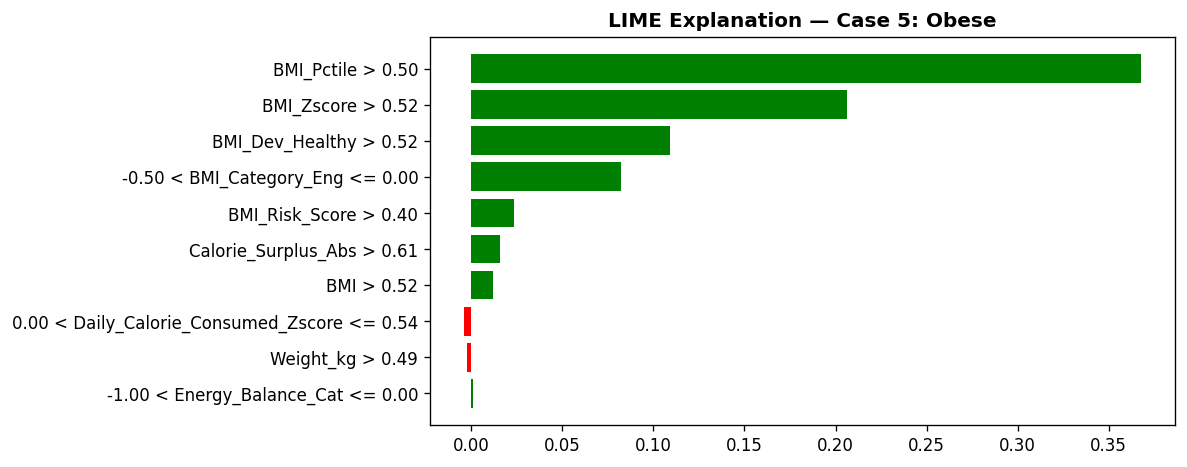 LIME Explanation — Case 5: Obese
BMI_Pctile > 0.50
BMI_Zscore > 0.52
BMI_Dev_Healthy > 0.52
-0.50 < BMI_Category_Eng <= 0.00
BMI_Risk_Score > 0.40
Calorie_Surplus_Abs > 0.61
BMI > 0.52
0.00 < Daily_Calorie_Consumed_Zscore <= 0.54
Weight_kg > 0.49
-1.00 < Energy_Balance_Cat <= 0.00
0.00 0.05 0.10 0.15 0.20 0.25 0.30 0.35